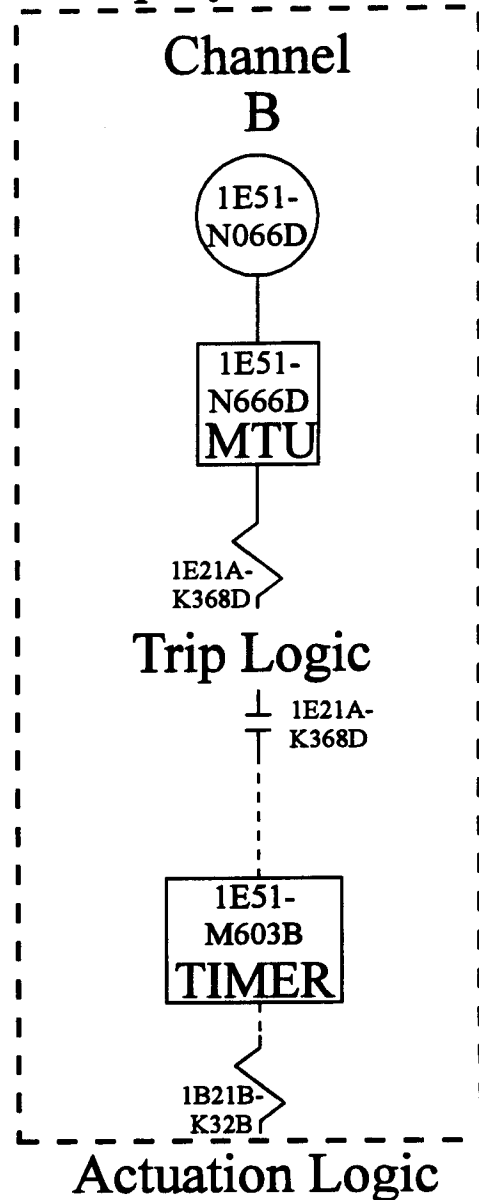 Channel
B
1E51-
N066D
1E51-
N666D
MTU
1E21A-
K368D
Trip Logic
1E21A-
K368D
1E51-
M603B
TIMER
1B21B-
K32B
Actuation Logic